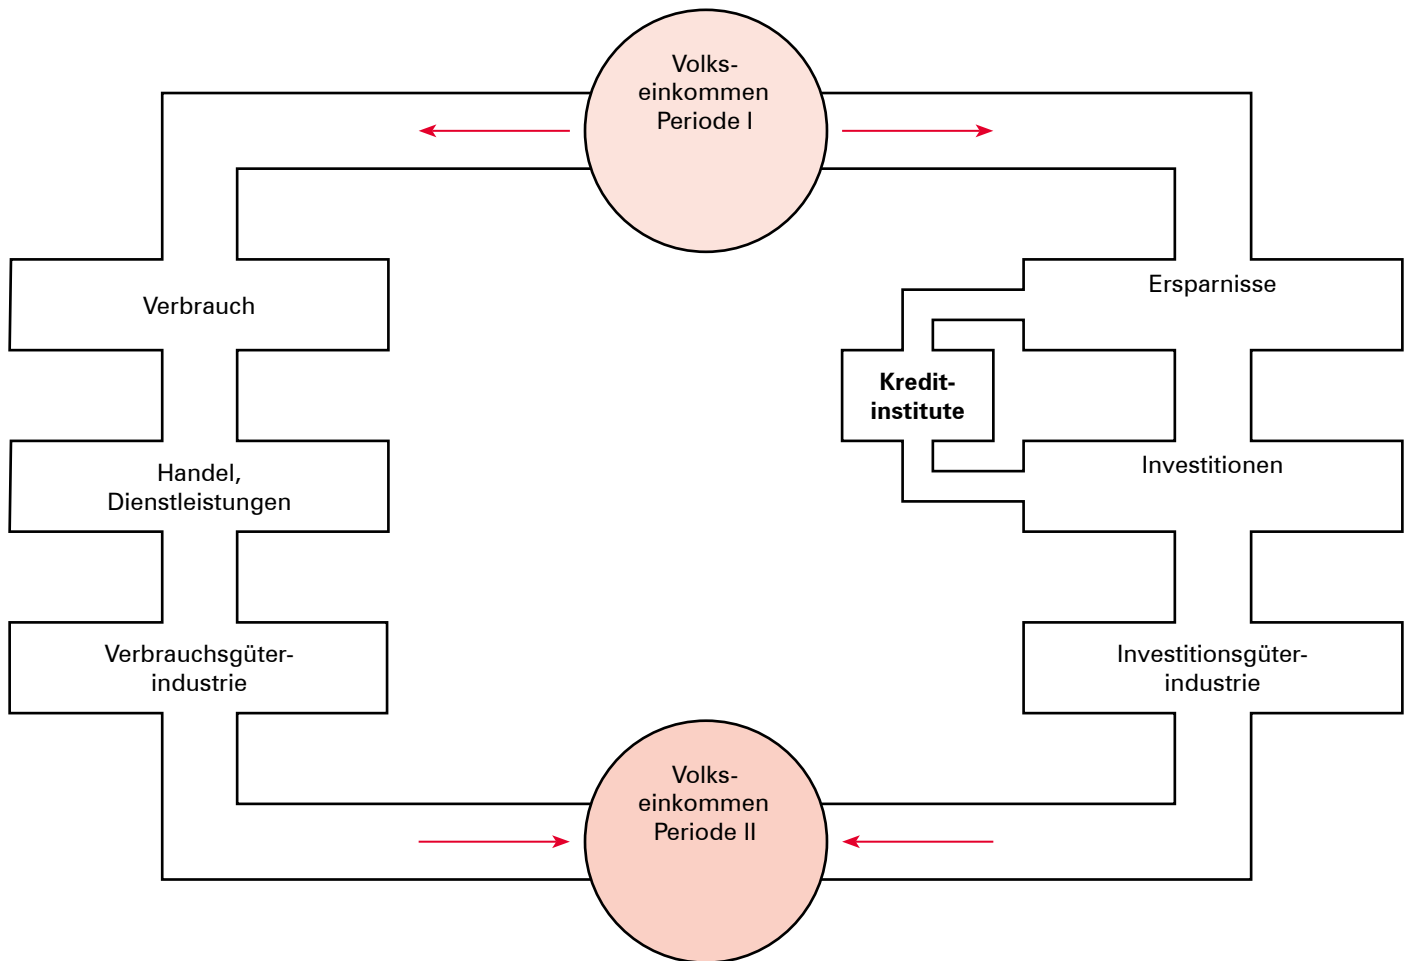 Volks-
einkommen
Periode I
Verbrauch
Ersparnisse
Kredit-
institute
Handel,
Dienstleistungen
Investitionen
Verbrauchsgüter-
industrie
Investitionsgüter-
industrie
Volks-
einkommen
Periode II